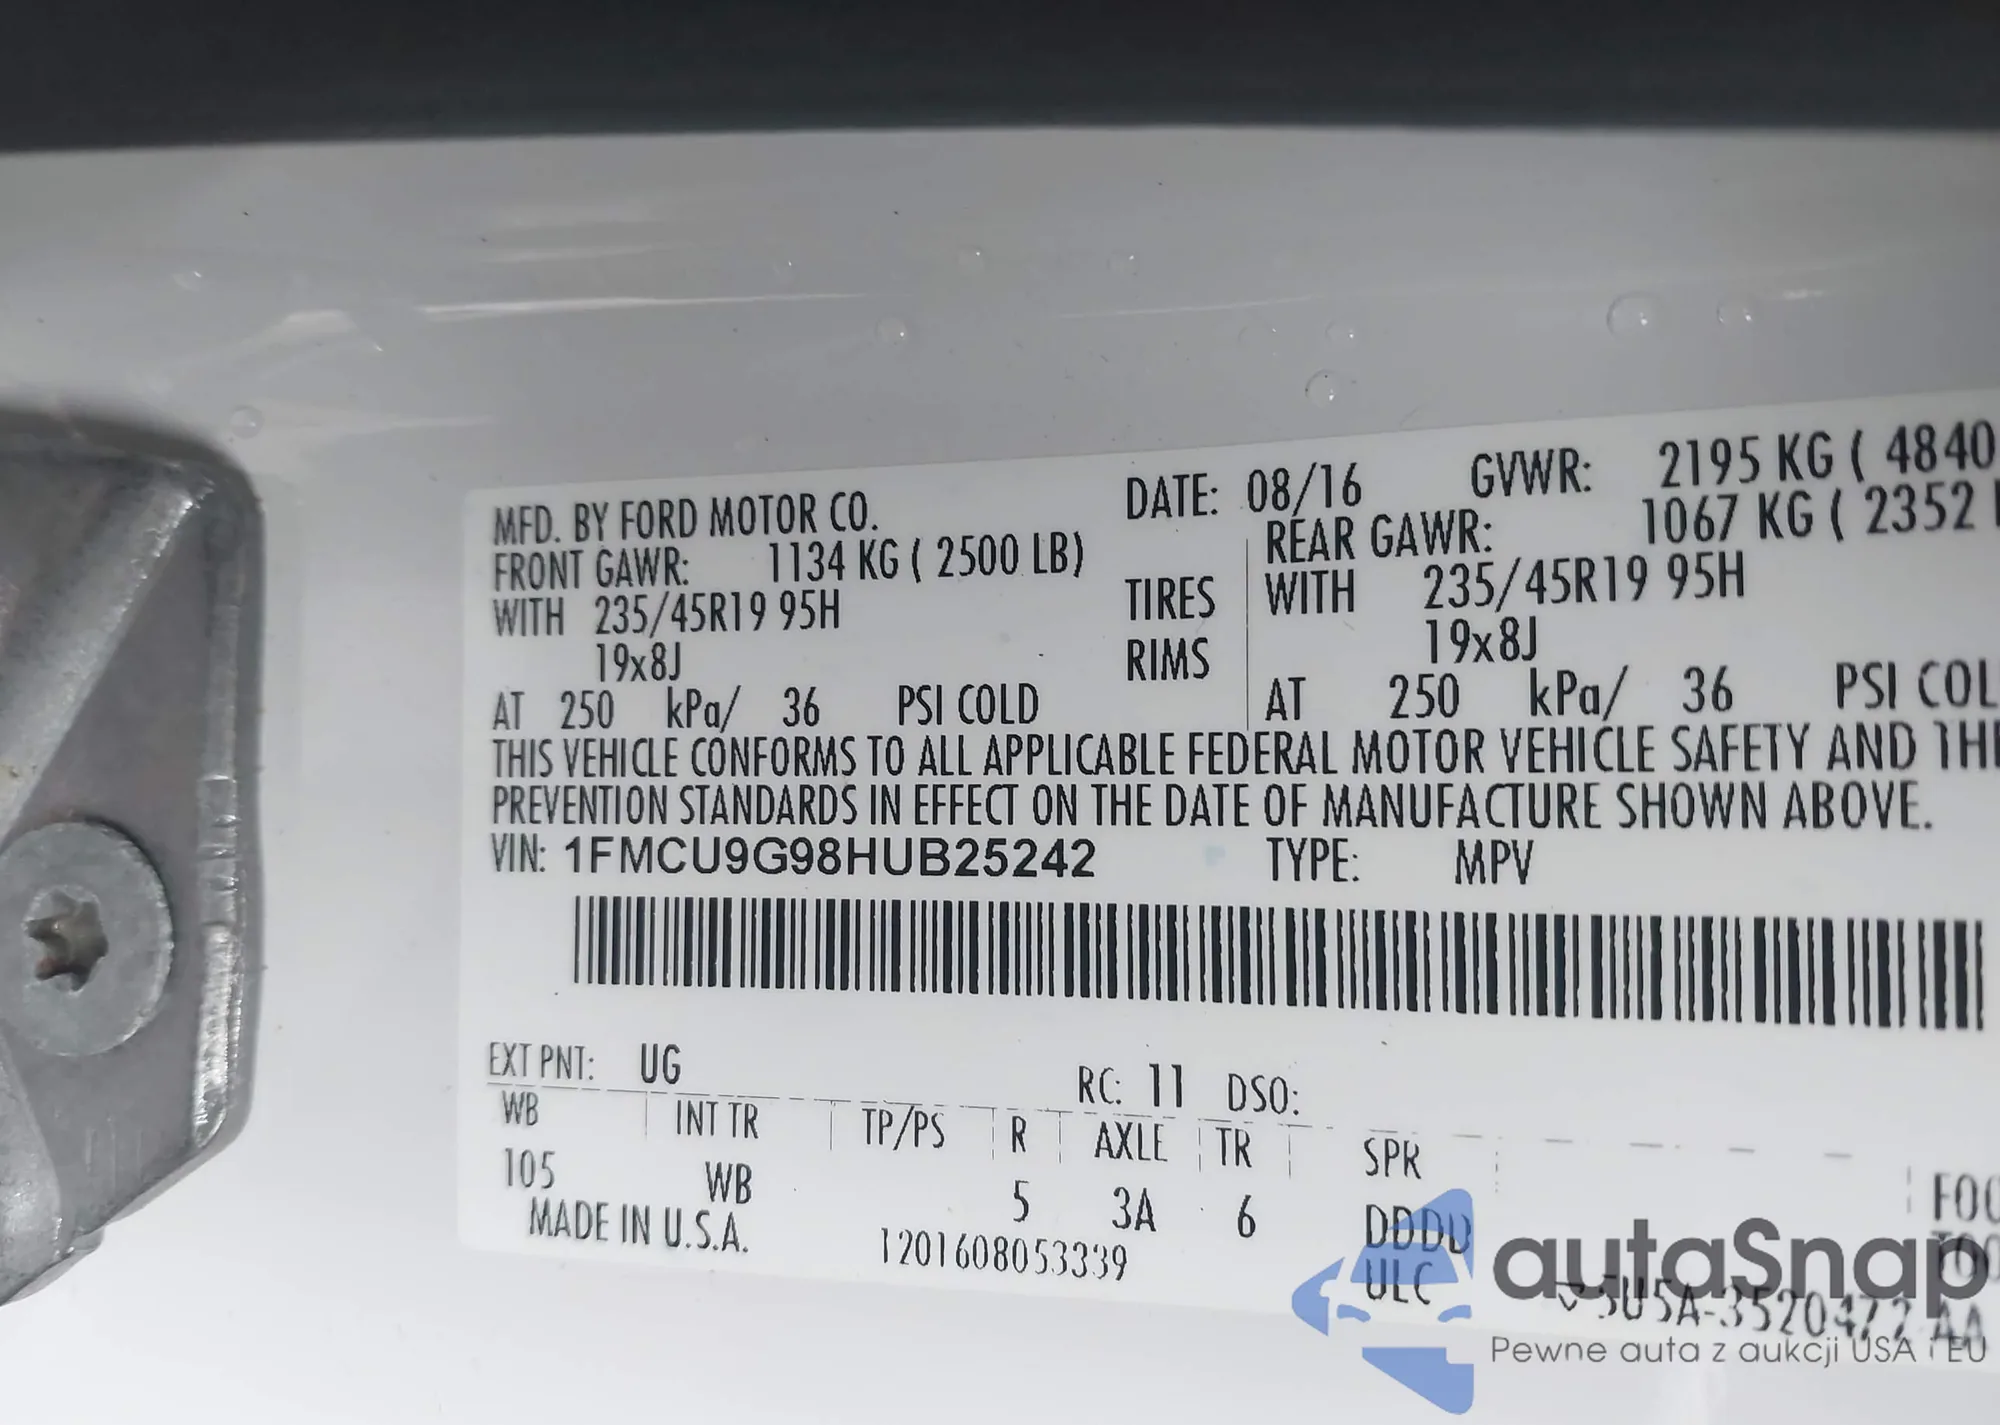 MFD. BY FORD MOTOR CO. DATE: 08/16 GVWR: 2195 KG ( 4840
FRONT GAWR: 1134 KG ( 2500 LB) REAR GAWR: 1067 KG ( 2352
WITH 235/45R19 95H TIRES WITH 235/45R19 95H
19x8J RIMS 19x8J
AT 250 kPa/ 36 PSI COLD AT 250 kPa/ 36 PSI COL
THIS VEHICLE CONFORMS TO ALL APPLICABLE FEDERAL MOTOR VEHICLE SAFETY AND THE
PREVENTION STANDARDS IN EFFECT ON THE DATE OF MANUFACTURE SHOWN ABOVE.
VIN: 1FMCU9G98HUB25242 TYPE: MPV
EXT PNT: UG RC: 11 DSO:
WB INT TR TP/PS R AXLE TR SPR
105 WB 5 3A 6 DDDD
MADE IN U.S.A. 1201608053339 ULC
autaSnap
Pewne auta z aukcji USA i EU